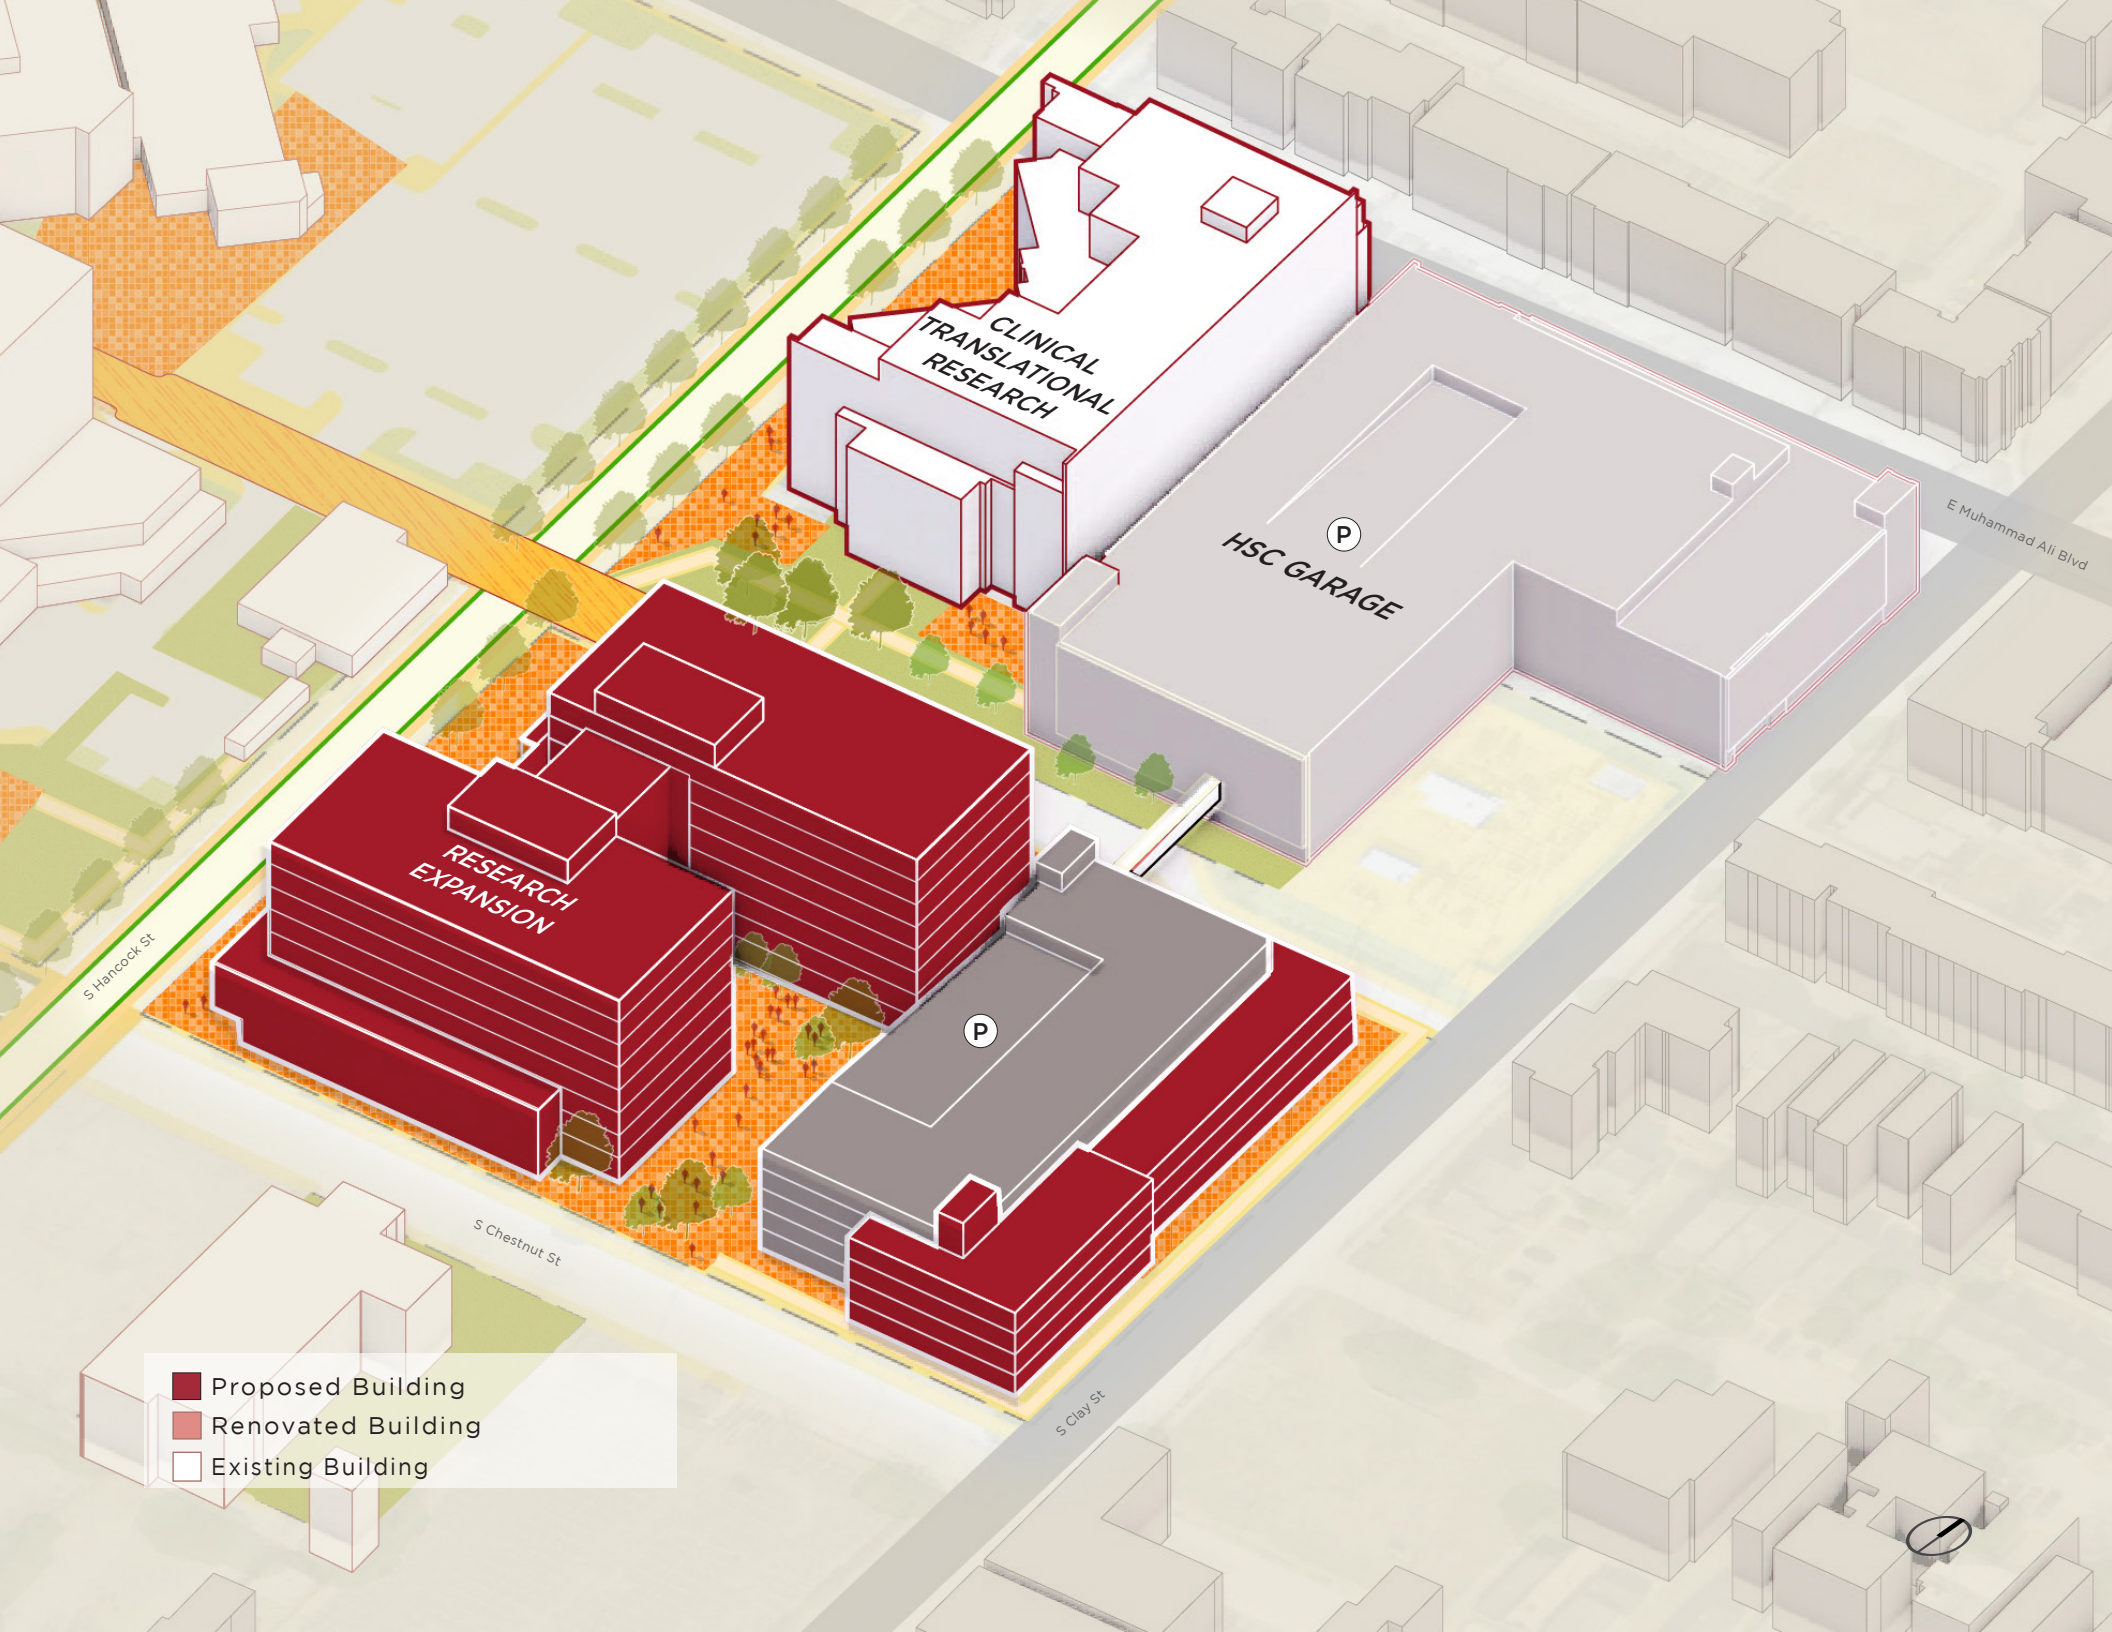 CLINICAL
TRANSLATIONAL
RESEARCH
P
HSC GARAGE
E Muhammad Ali Blvd
RESEARCH
EXPANSION
S Hancock St
P
S Chestnut St
S Clay St
Proposed Building
Renovated Building
Existing Building